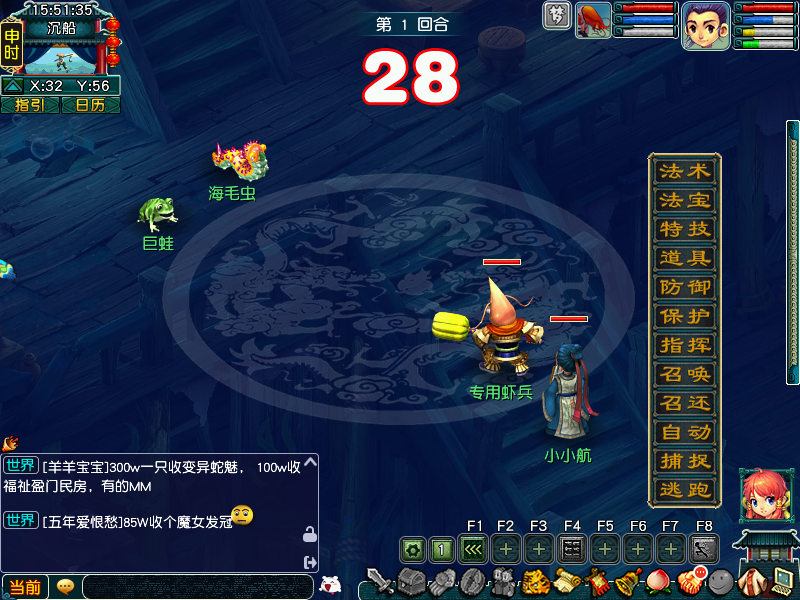 15:51:35
沉船
申时
X:32 Y:56
指引 日历
第 1 回合
28
梦
海毛虫
巨蛙
专用虾兵
小小航
法术
法宝
特技
道具
防御
保护
指挥
召唤
召还
自动
捕捉
逃跑
世界 [羊羊宝宝]300w一只收变异蛇魅， 100w收
福祉盈门民房，有的MM
世界 [五年爱恨愁]85W收个魔女发冠
F1 F2 F3 F4 F5 F6 F7 F8
1
当前